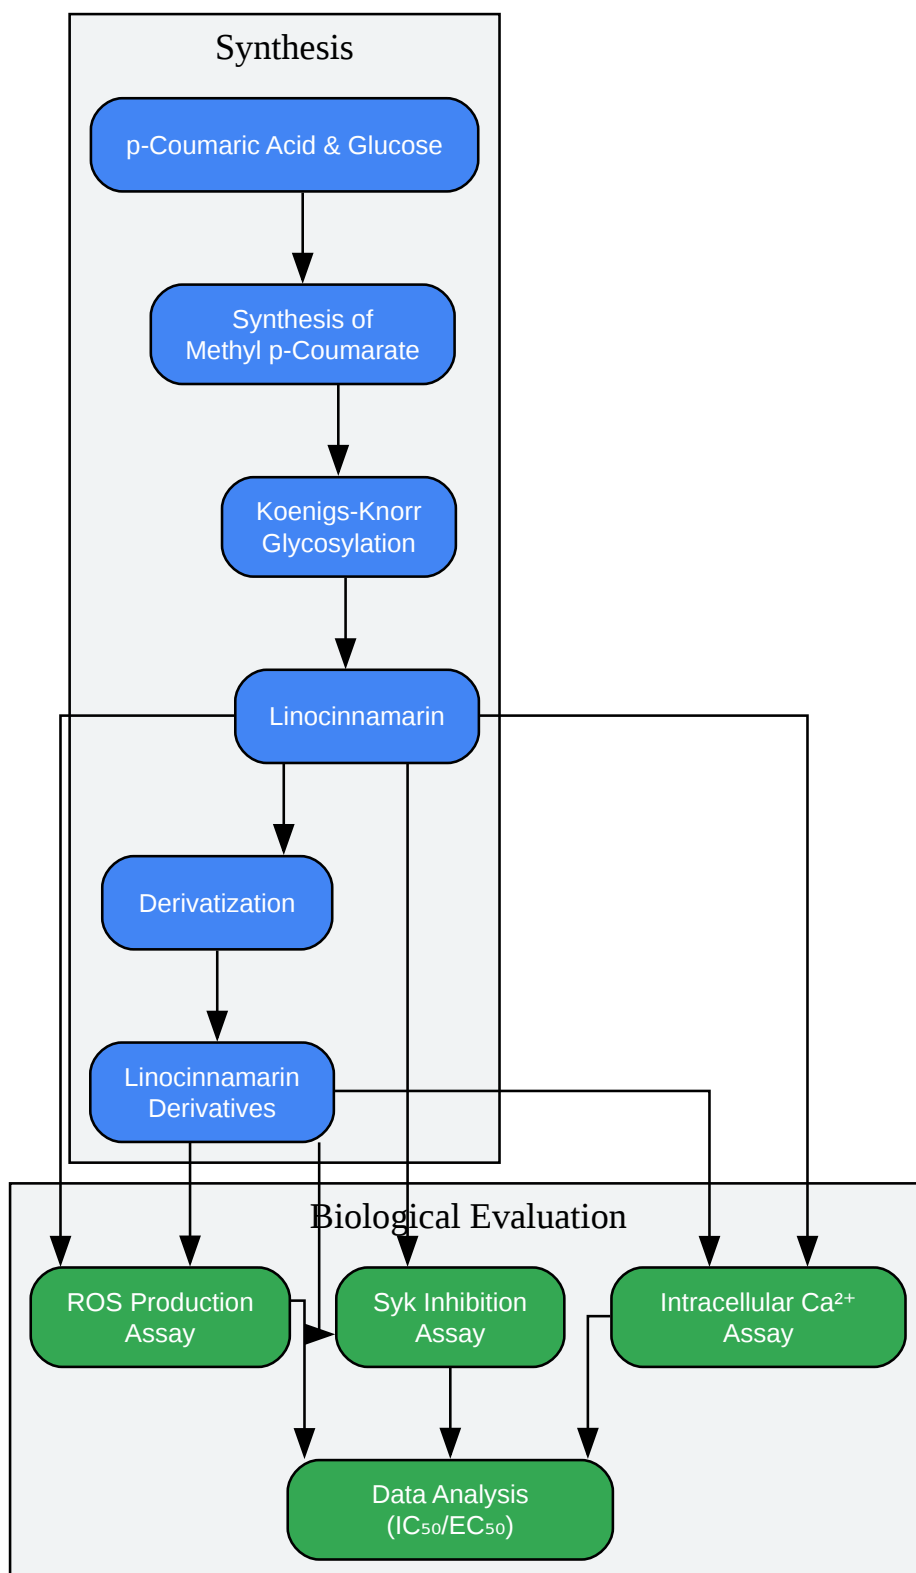 Synthesis
p-Coumaric Acid & Glucose
Synthesis of
Methyl p-Coumarate
Koenigs-Knorr
Glycosylation
Linocinnamarin
Derivatization
Linocinnamarin
Derivatives
Biological Evaluation
ROS Production
Assay
Syk Inhibition
Assay
Intracellular Ca²⁺
Assay
Data Analysis
(IC₅₀/EC₅₀)